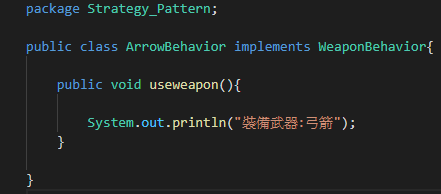 package Strategy_Pattern;
public class ArrowBehavior implements WeaponBehavior{
public void useweapon(){
System.out.println("裝備武器:弓箭");
}
}